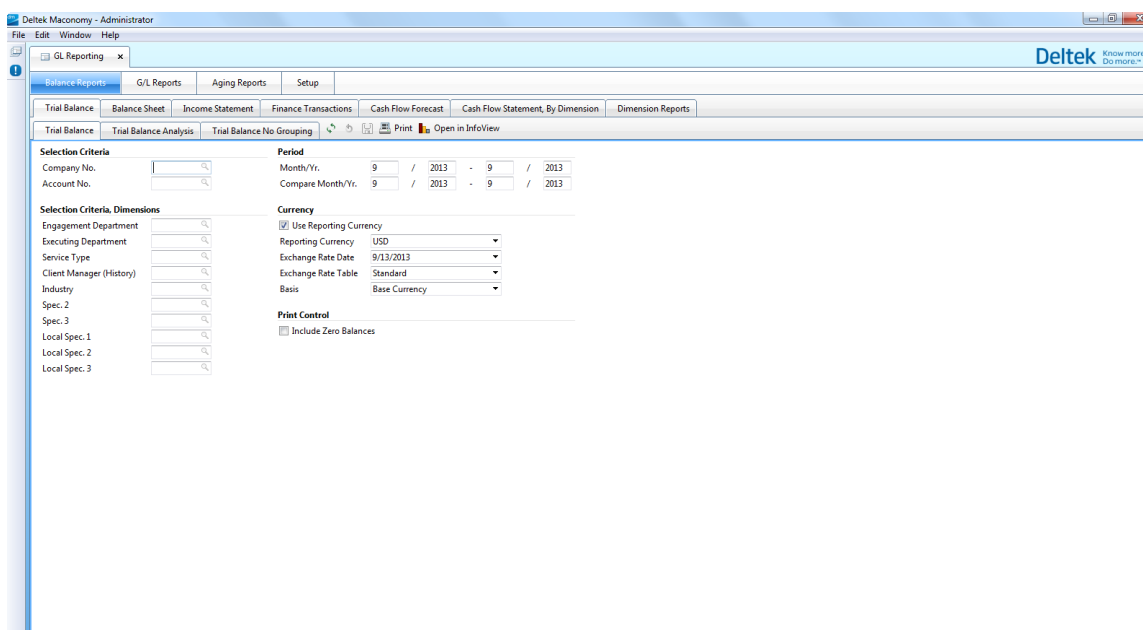 Deltek Maconomy - Administrator
File Edit Window Help
GL Reporting
Deltek Know more. Do more.™
Balance Reports G/L Reports Aging Reports Setup
Trial Balance Balance Sheet Income Statement Finance Transactions Cash Flow Forecast Cash Flow Statement, By Dimension Dimension Reports
Trial Balance Trial Balance Analysis Trial Balance No Grouping Print Open in InfoView
Selection Criteria
Company No.
Account No.
Selection Criteria, Dimensions
Engagement Department
Executing Department
Service Type
Client Manager (History)
Industry
Spec. 2
Spec. 3
Local Spec. 1
Local Spec. 2
Local Spec. 3
Period
Month/Yr. 9 / 2013 - 9 / 2013
Compare Month/Yr. 9 / 2013 - 9 / 2013
Currency
Use Reporting Currency
Reporting Currency USD
Exchange Rate Date 9/13/2013
Exchange Rate Table Standard
Basis Base Currency
Print Control
Include Zero Balances